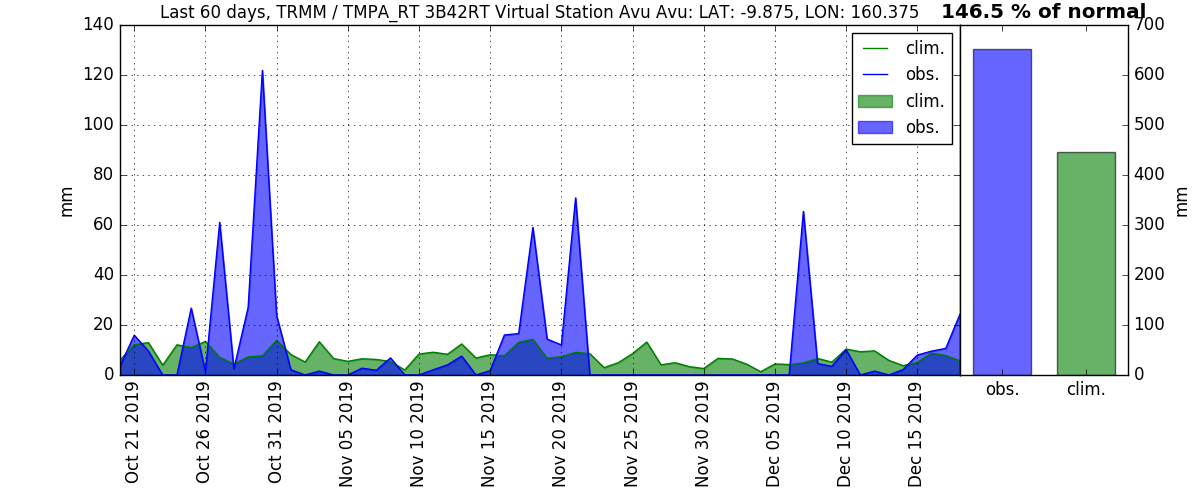 Last 60 days, TRMM / TMPA_RT 3B42RT Virtual Station Avu Avu: LAT: -9.875, LON: 160.375
146.5 % of normal
mm
140
120
100
80
60
40
20
0
Oct 21 2019
Oct 26 2019
Oct 31 2019
Nov 05 2019
Nov 10 2019
Nov 15 2019
Nov 20 2019
Nov 25 2019
Nov 30 2019
Dec 05 2019
Dec 10 2019
Dec 15 2019
clim.
obs.
clim.
obs.
obs.
clim.
700
600
500
400
300
200
100
0
mm